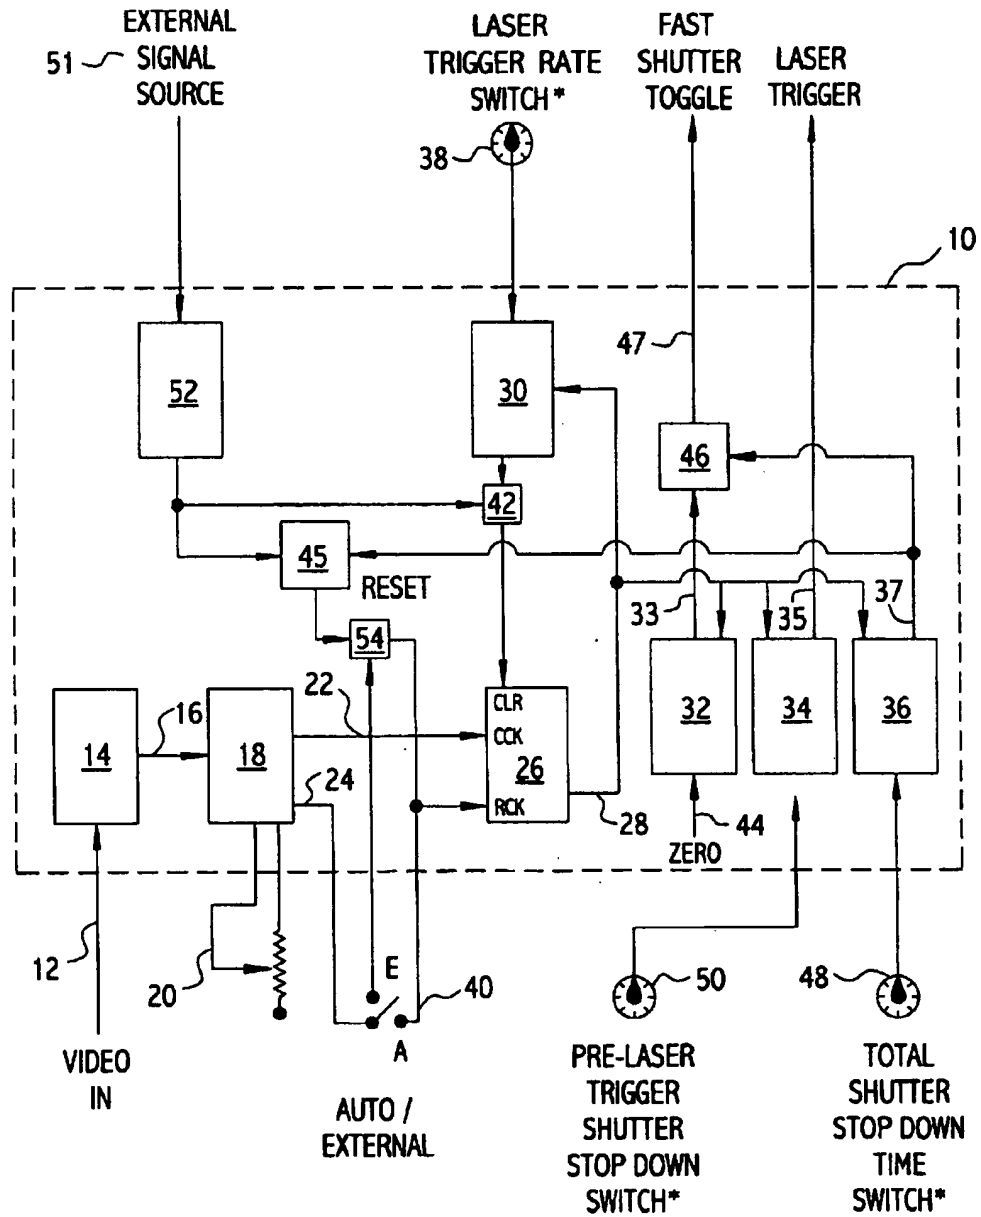 EXTERNAL
SIGNAL
SOURCE
51
LASER
TRIGGER RATE
SWITCH*
38
FAST
SHUTTER
TOGGLE
LASER
TRIGGER
10
47
52
30
46
42
45
RESET
33
35
37
54
22
CLR
CCK
26
RCK
16
14
18
24
32
34
36
28
44
ZERO
12
20
E
40
A
50
48
VIDEO
IN
AUTO /
EXTERNAL
PRE-LASER
TRIGGER
SHUTTER
STOP DOWN
SWITCH*
TOTAL
SHUTTER
STOP DOWN
TIME
SWITCH*